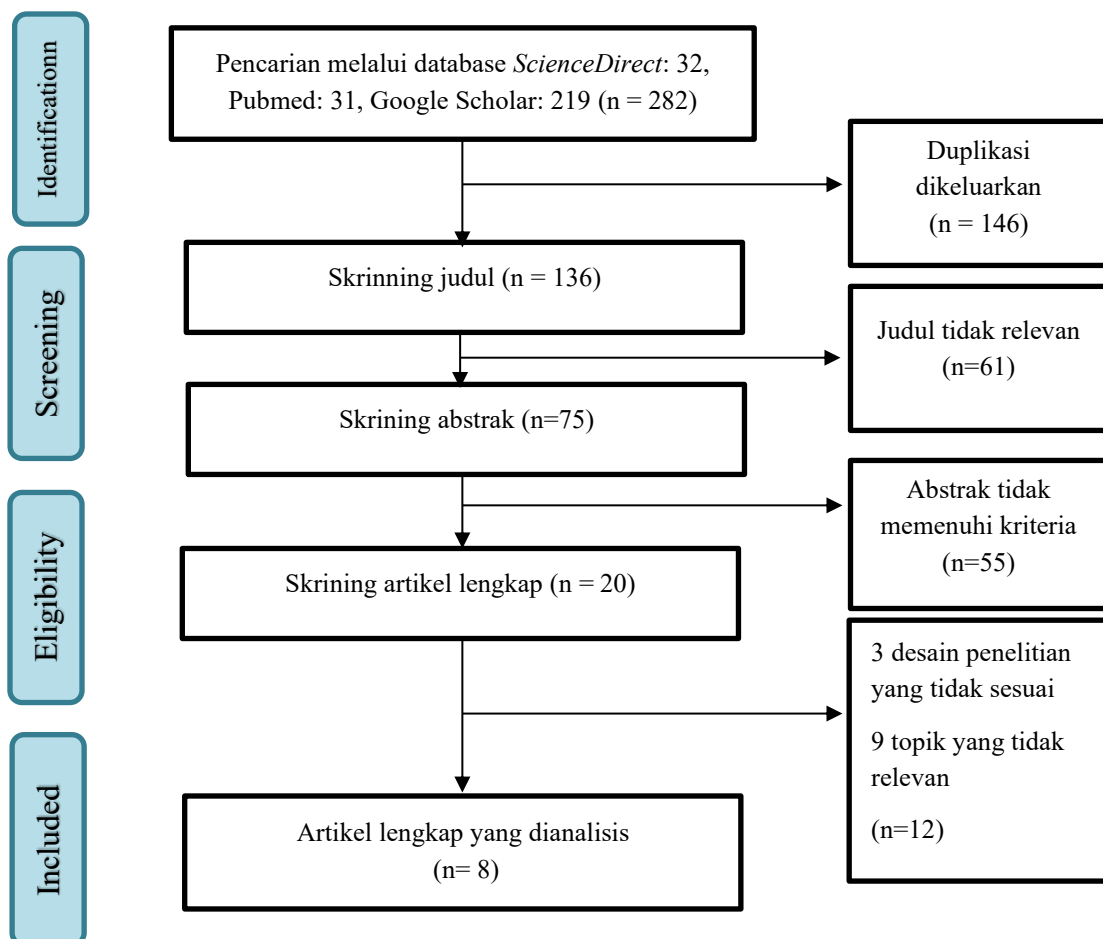 Identificationn
Pencarian melalui database ScienceDirect: 32,
Pubmed: 31, Google Scholar: 219 (n = 282)
Duplikasi
dikeluarkan
(n = 146)
Screening
Skrinning judul (n = 136)
Judul tidak relevan
(n=61)
Skrining abstrak (n=75)
Eligibility
Abstrak tidak
memenuhi kriteria
(n=55)
Skrining artikel lengkap (n = 20)
3 desain penelitian
yang tidak sesuai
9 topik yang tidak
relevan
(n=12)
Included
Artikel lengkap yang dianalisis
(n= 8)